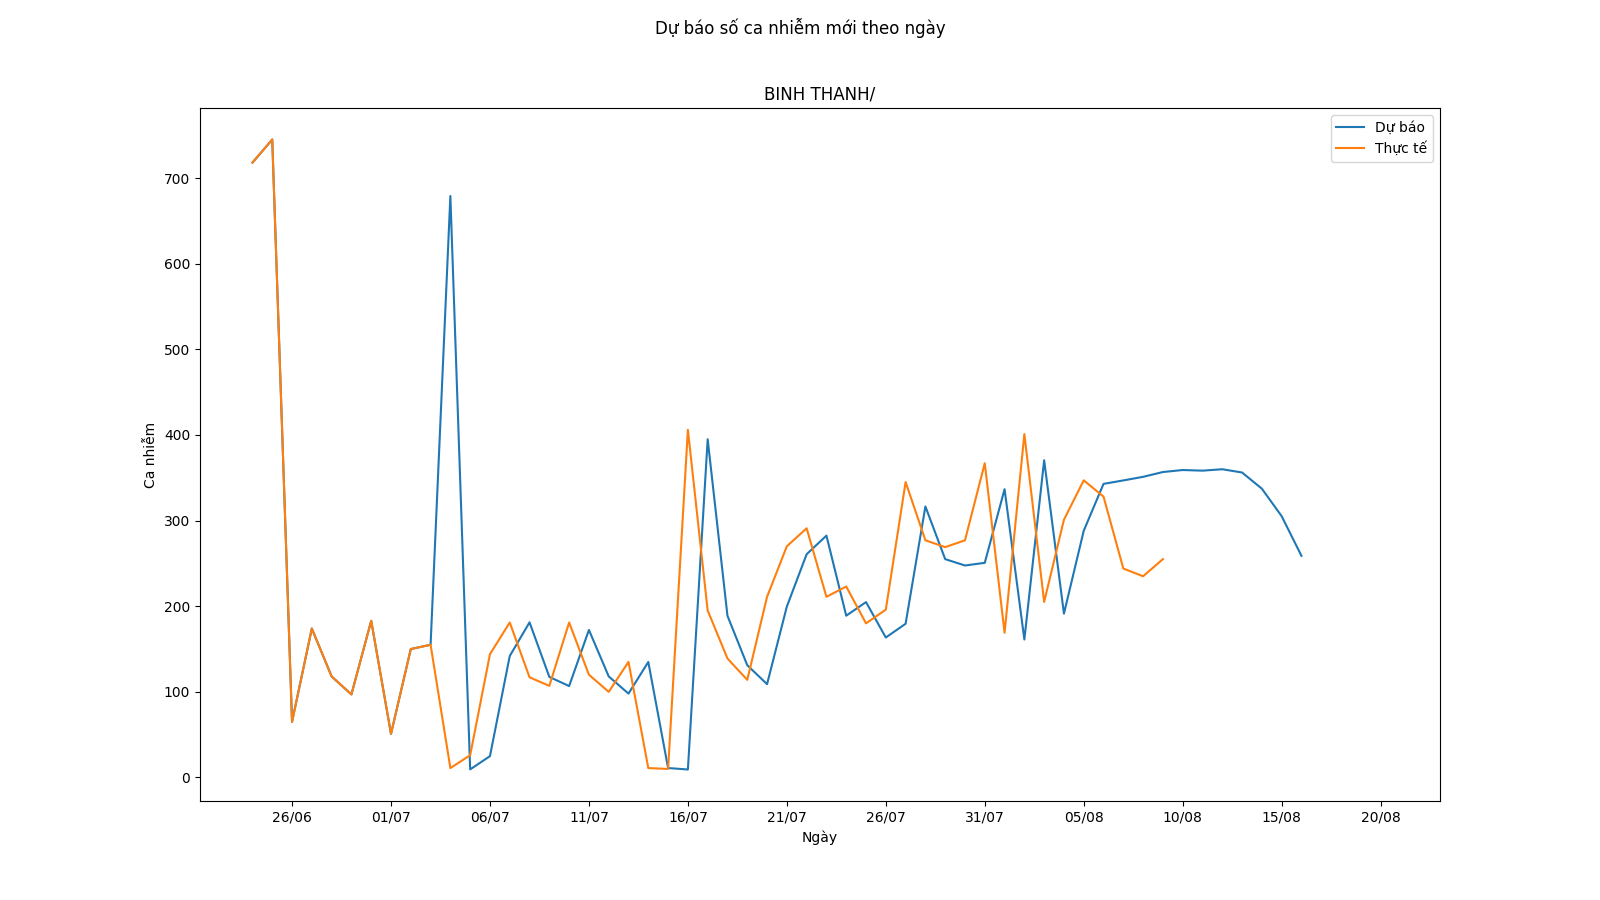 Dự báo số ca nhiễm mới theo ngày
BINH THANH/
Dự báo
Thực tế
700
600
500
400
300
200
100
0
Ca nhiễm
26/06 01/07 06/07 11/07 16/07 21/07 26/07 31/07 05/08 10/08 15/08 20/08
Ngày